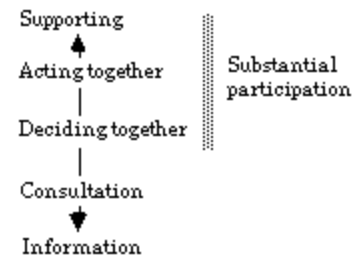 Supporting
Acting together
Deciding together
Consultation
Information
Substantial
participation